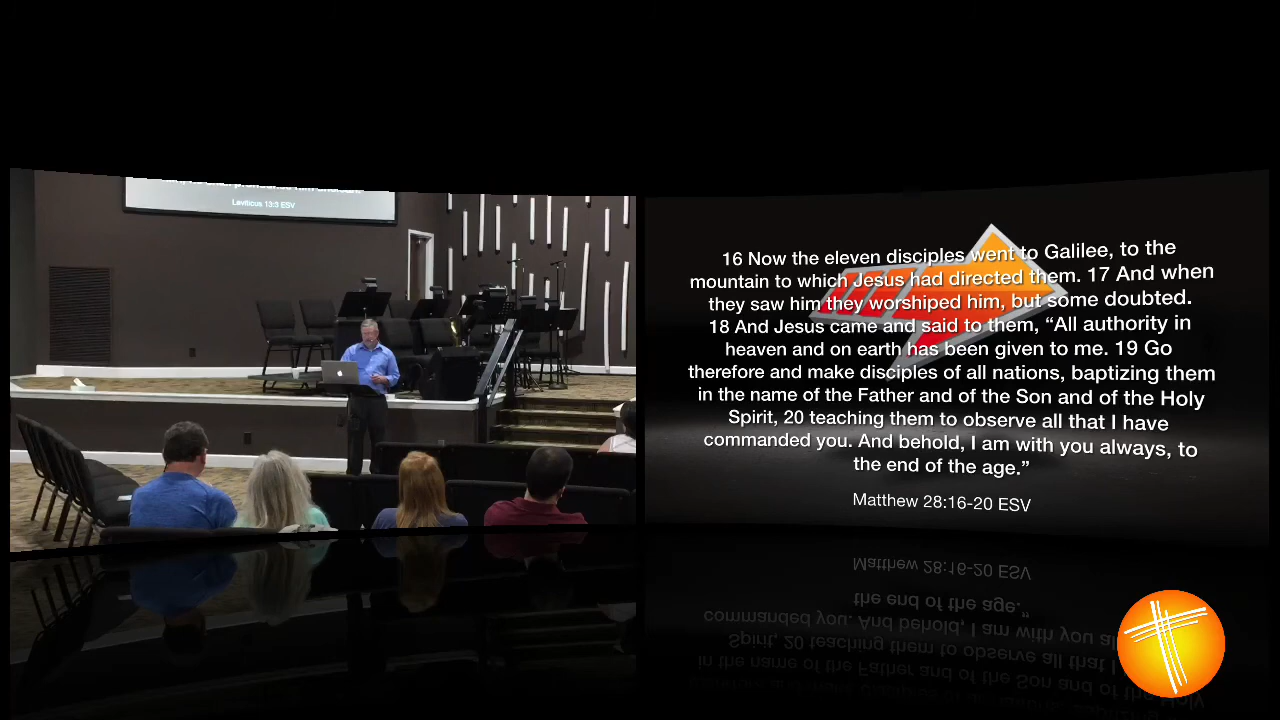 Leviticus 13:3 ESV
16 Now the eleven disciples went to Galilee, to the
mountain to which Jesus had directed them. 17 And when
they saw him they worshiped him, but some doubted.
18 And Jesus came and said to them, “All authority in
heaven and on earth has been given to me. 19 Go
therefore and make disciples of all nations, baptizing them
in the name of the Father and of the Son and of the Holy
Spirit, 20 teaching them to observe all that I have
commanded you. And behold, I am with you always, to
the end of the age.”
Matthew 28:16-20 ESV